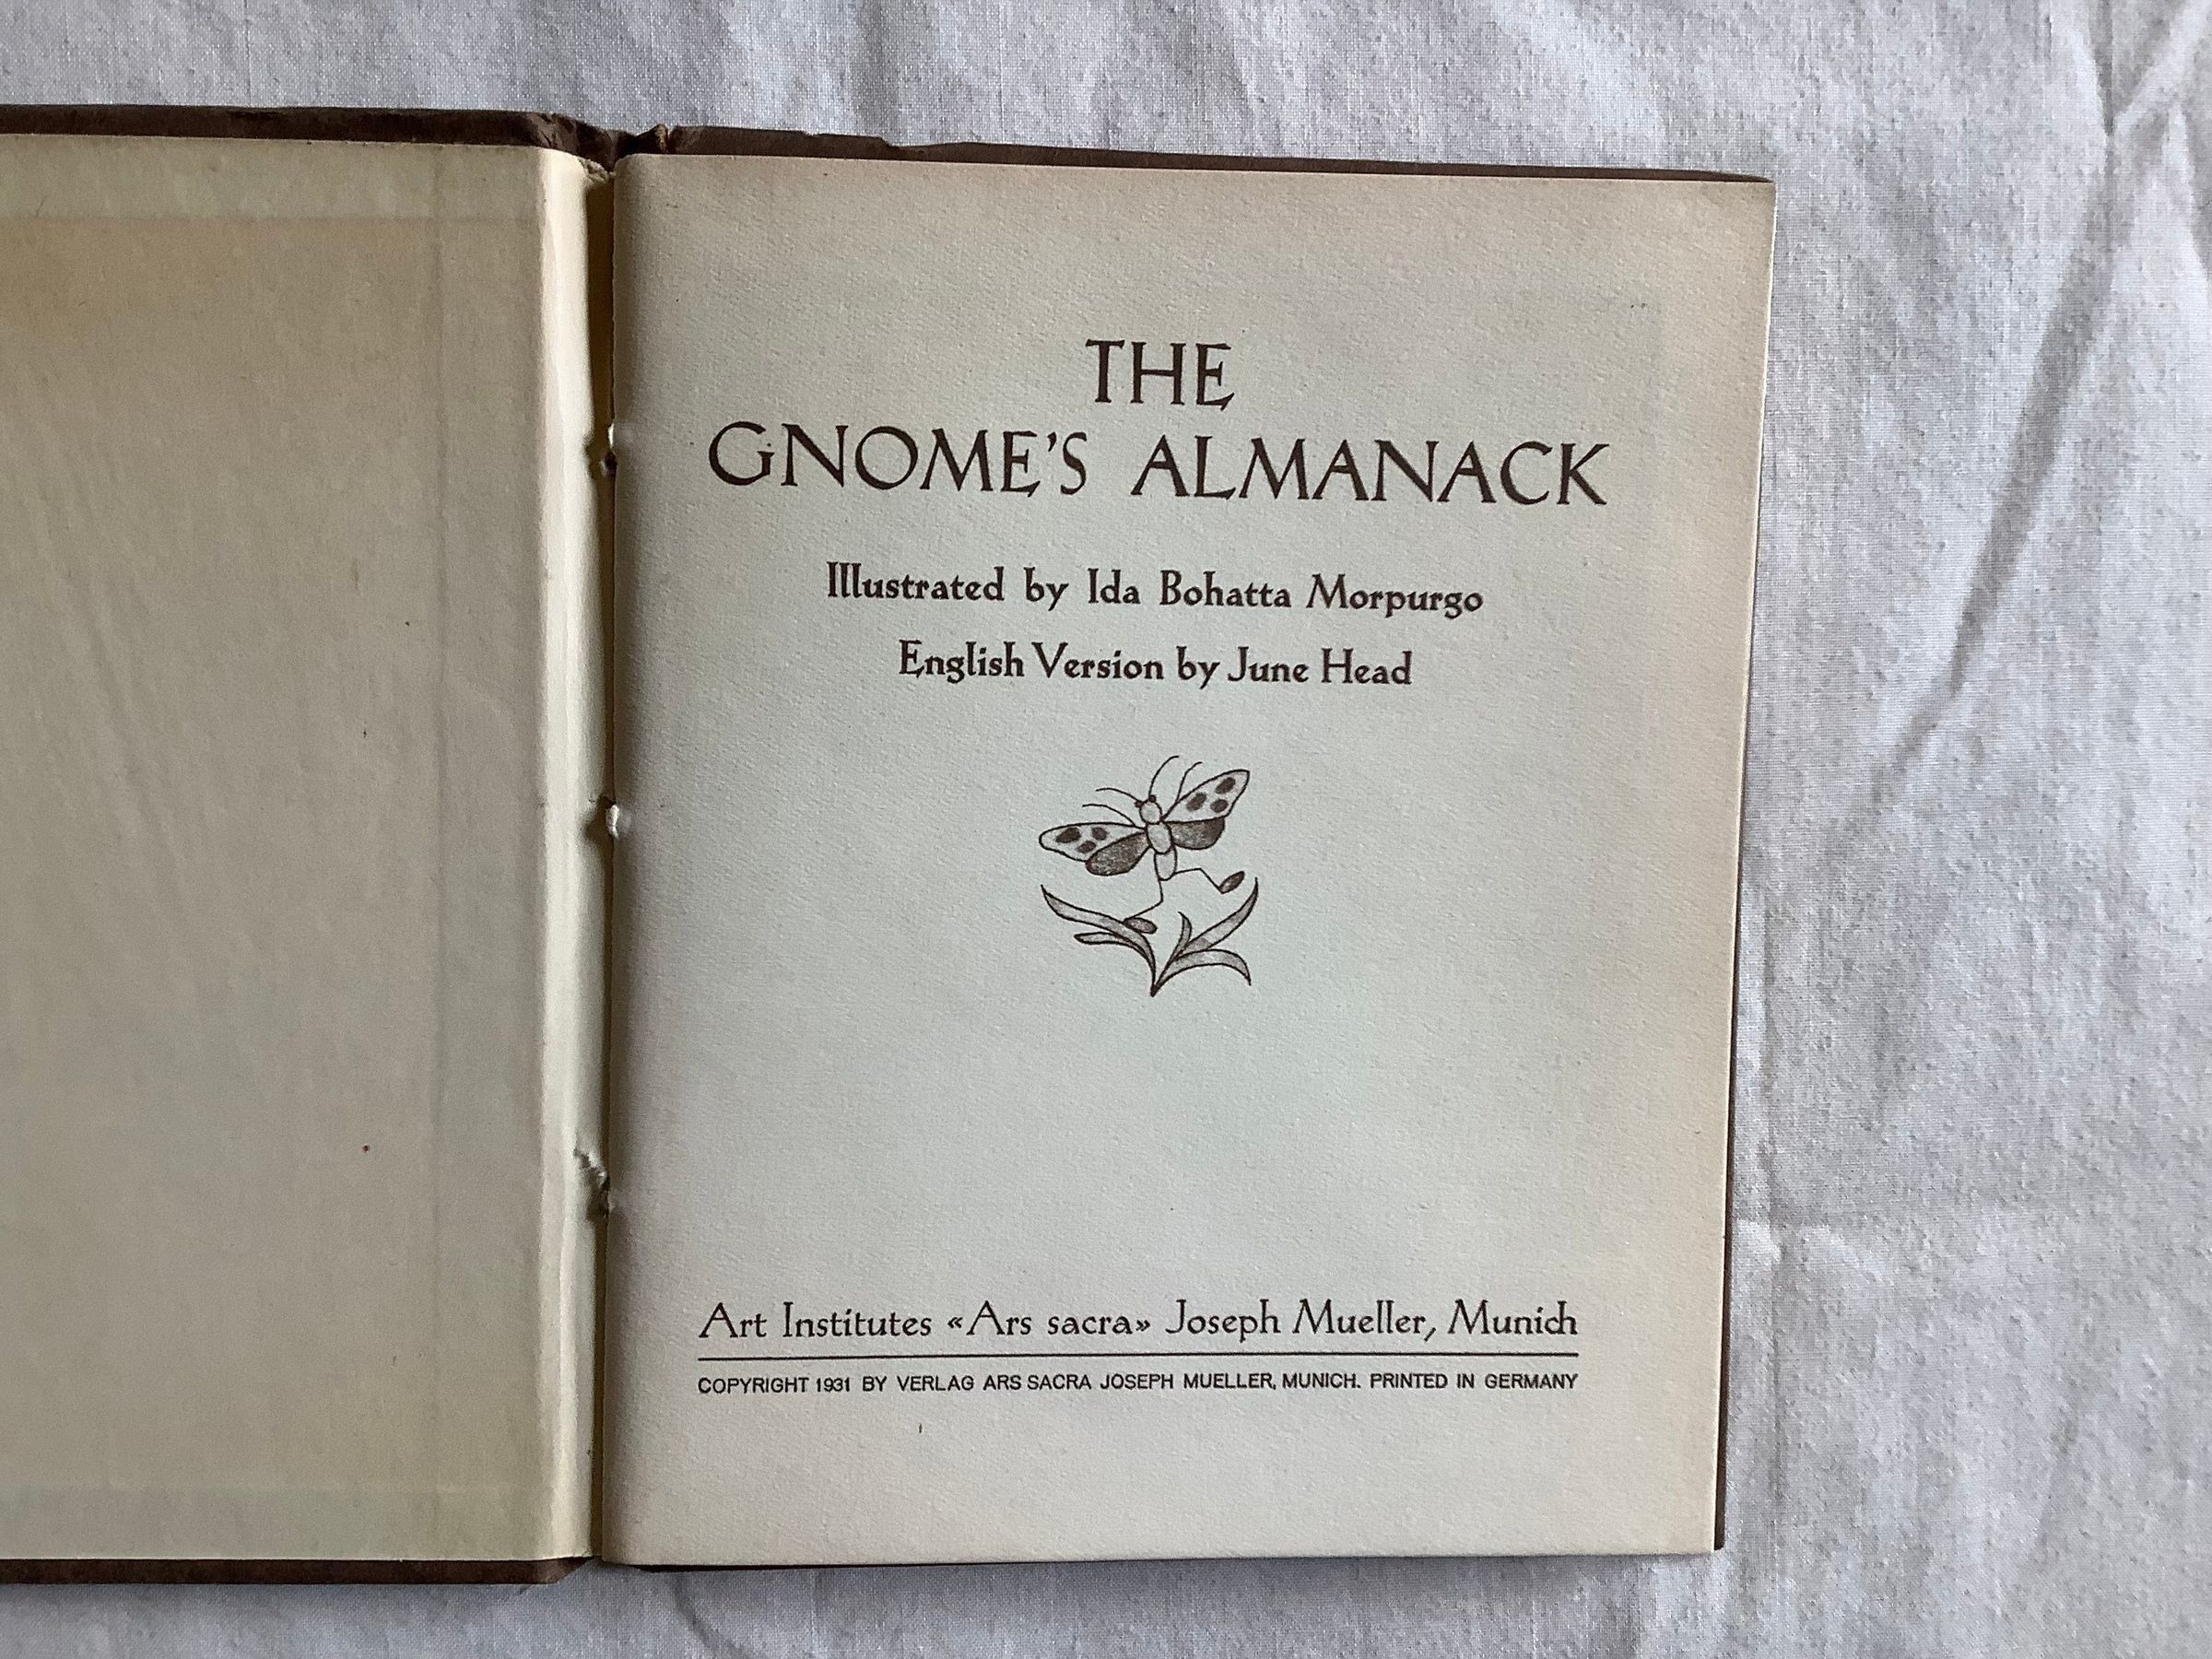 THE
GNOME'S ALMANACK
Illustrated by Ida Bohatta Morpurgo
English Version by June Head
Art Institutes «Ars sacra» Joseph Mueller, Munich
COPYRIGHT 1931 BY VERLAG ARS SACRA JOSEPH MUELLER, MUNICH. PRINTED IN GERMANY